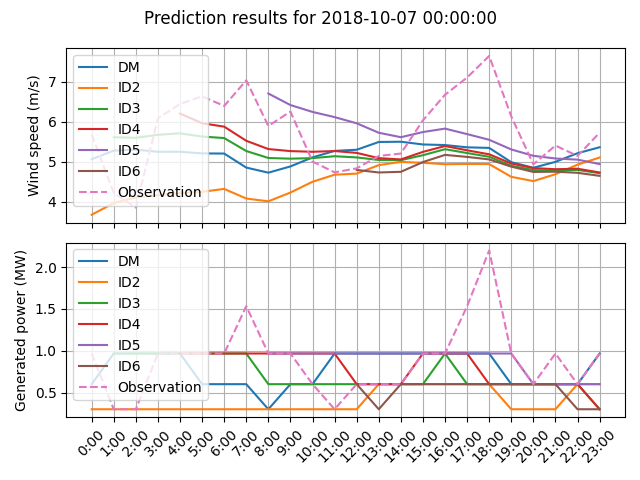 Prediction results for 2018-10-07 00:00:00
Wind speed (m/s)
7
6
5
4
DM
ID2
ID3
ID4
ID5
ID6
Observation
Generated power (MW)
2.0
1.5
1.0
0.5
DM
ID2
ID3
ID4
ID5
ID6
Observation
0:00 1:00 2:00 3:00 4:00 5:00 6:00 7:00 8:00 9:00 10:00 11:00 12:00 13:00 14:00 15:00 16:00 17:00 18:00 19:00 20:00 21:00 22:00 23:00